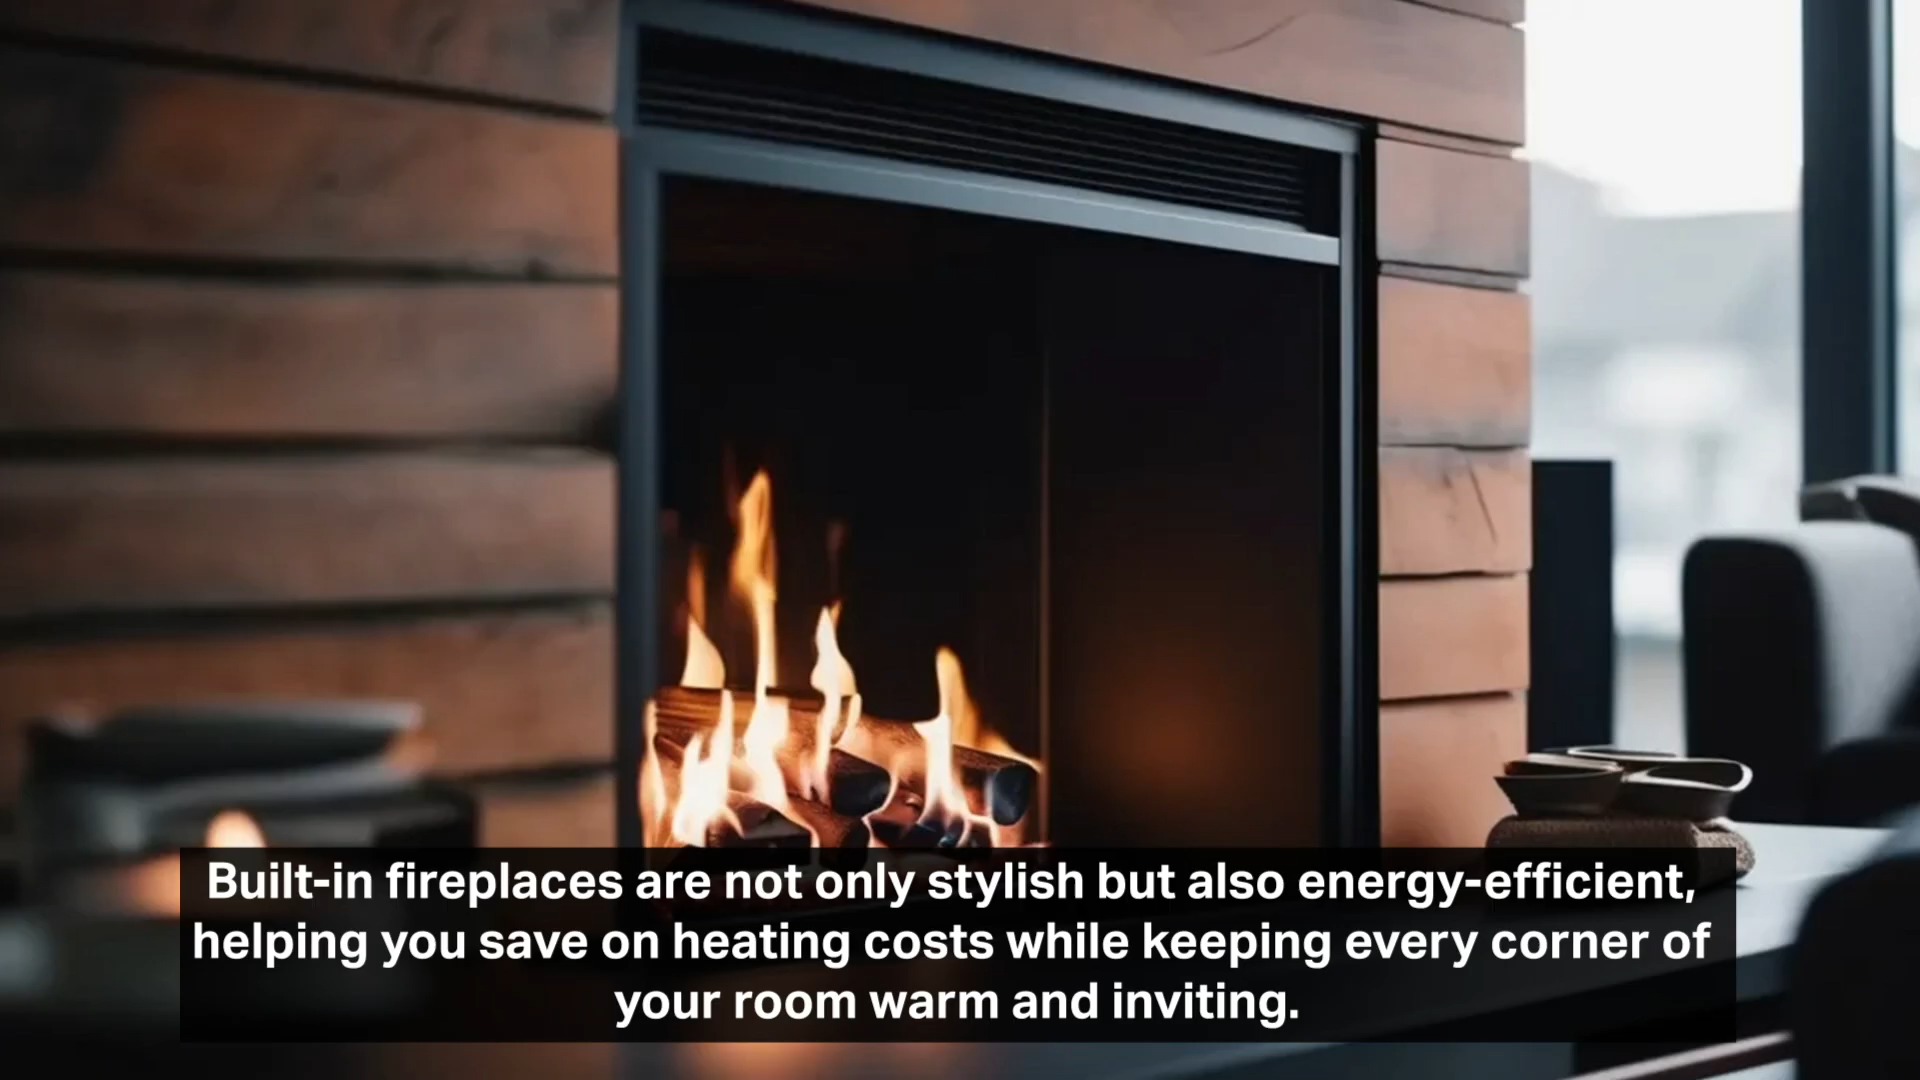 Built-in fireplaces are not only stylish but also energy-efficient,
helping you save on heating costs while keeping every corner of
your room warm and inviting.